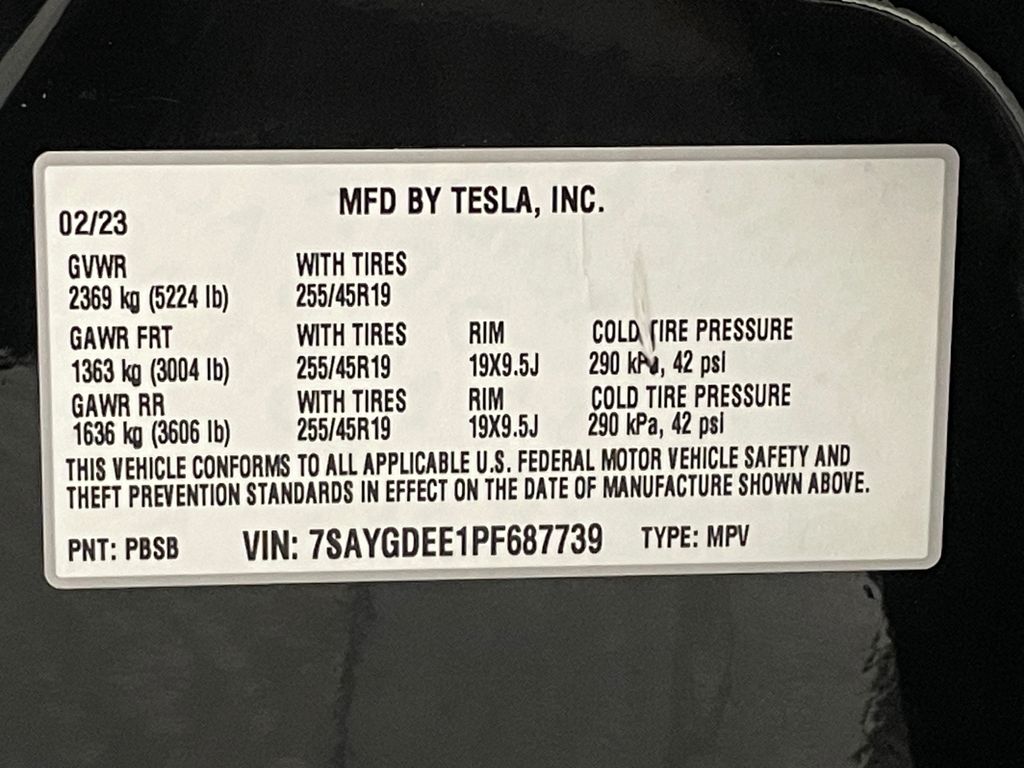 MFD BY TESLA, INC.
02/23
GVWR WITH TIRES
2369 kg (5224 lb) 255/45R19
GAWR FRT WITH TIRES RIM COLD TIRE PRESSURE
1363 kg (3004 lb) 255/45R19 19X9.5J 290 kPa, 42 psi
GAWR RR WITH TIRES RIM COLD TIRE PRESSURE
1636 kg (3606 lb) 255/45R19 19X9.5J 290 kPa, 42 psi
THIS VEHICLE CONFORMS TO ALL APPLICABLE U.S. FEDERAL MOTOR VEHICLE SAFETY AND
THEFT PREVENTION STANDARDS IN EFFECT ON THE DATE OF MANUFACTURE SHOWN ABOVE.
PNT: PBSB VIN: 7SAYGDEE1PF687739 TYPE: MPV